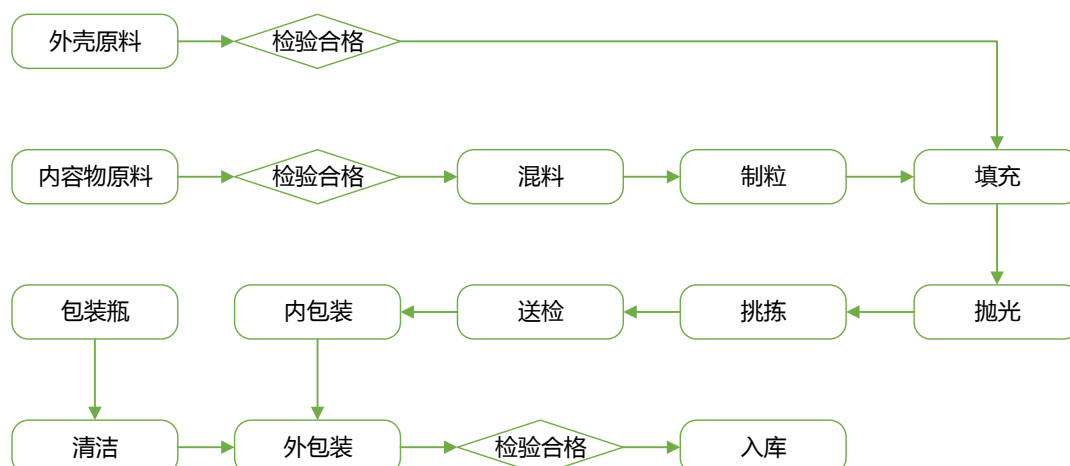 外壳原料
检验合格
内容物原料
检验合格
混料
制粒
填充
包装瓶
内包装
送检
挑拣
抛光
清洁
外包装
检验合格
入库